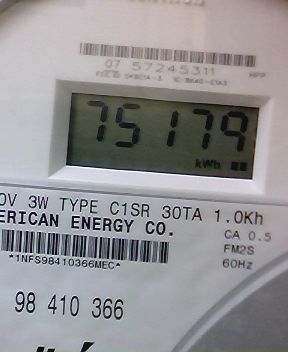 07 57245311
HPP
75179
kWh
0V 3W TYPE C1SR 30TA 1.0Kh
ERICAN ENERGY CO.
CA 0.5
*1NFS98410366MEC*
FM2S
60Hz
98 410 366